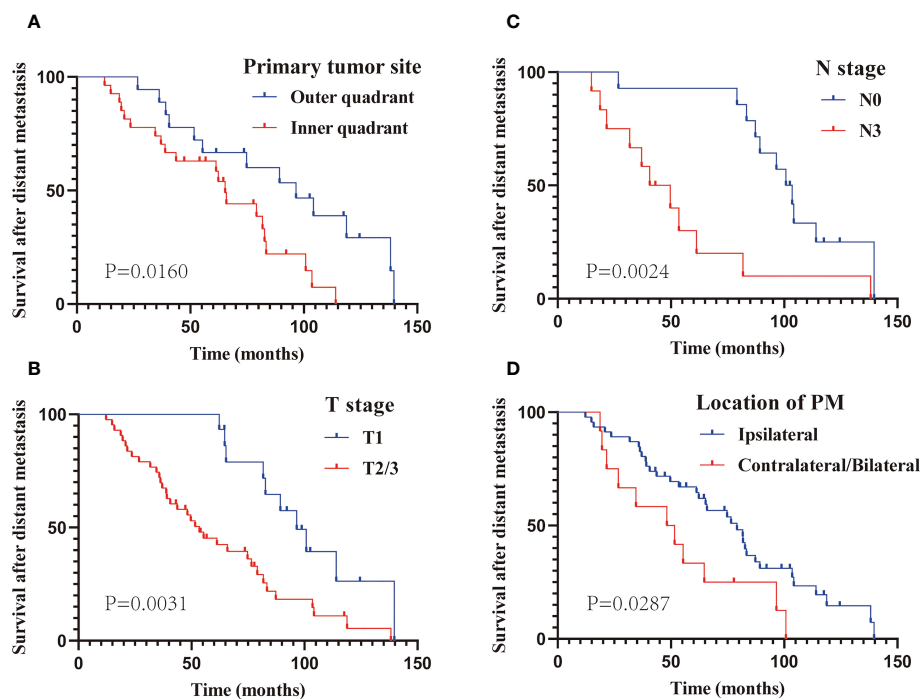 A
Survival after distant metastasis
100
50
0
Primary tumor site
Outer quadrant
Inner quadrant
P=0.0160
0 50 100 150
Time (months)
B
Survival after distant metastasis
100
50
0
T stage
T1
T2/3
P=0.0031
0 50 100 150
Time (months)
C
Survival after distant metastasis
100
50
0
N stage
N0
N3
P=0.0024
0 50 100 150
Time (months)
D
Survival after distant metastasis
100
50
0
Location of PM
Ipsilateral
Contralateral/Bilateral
P=0.0287
0 50 100 150
Time (months)